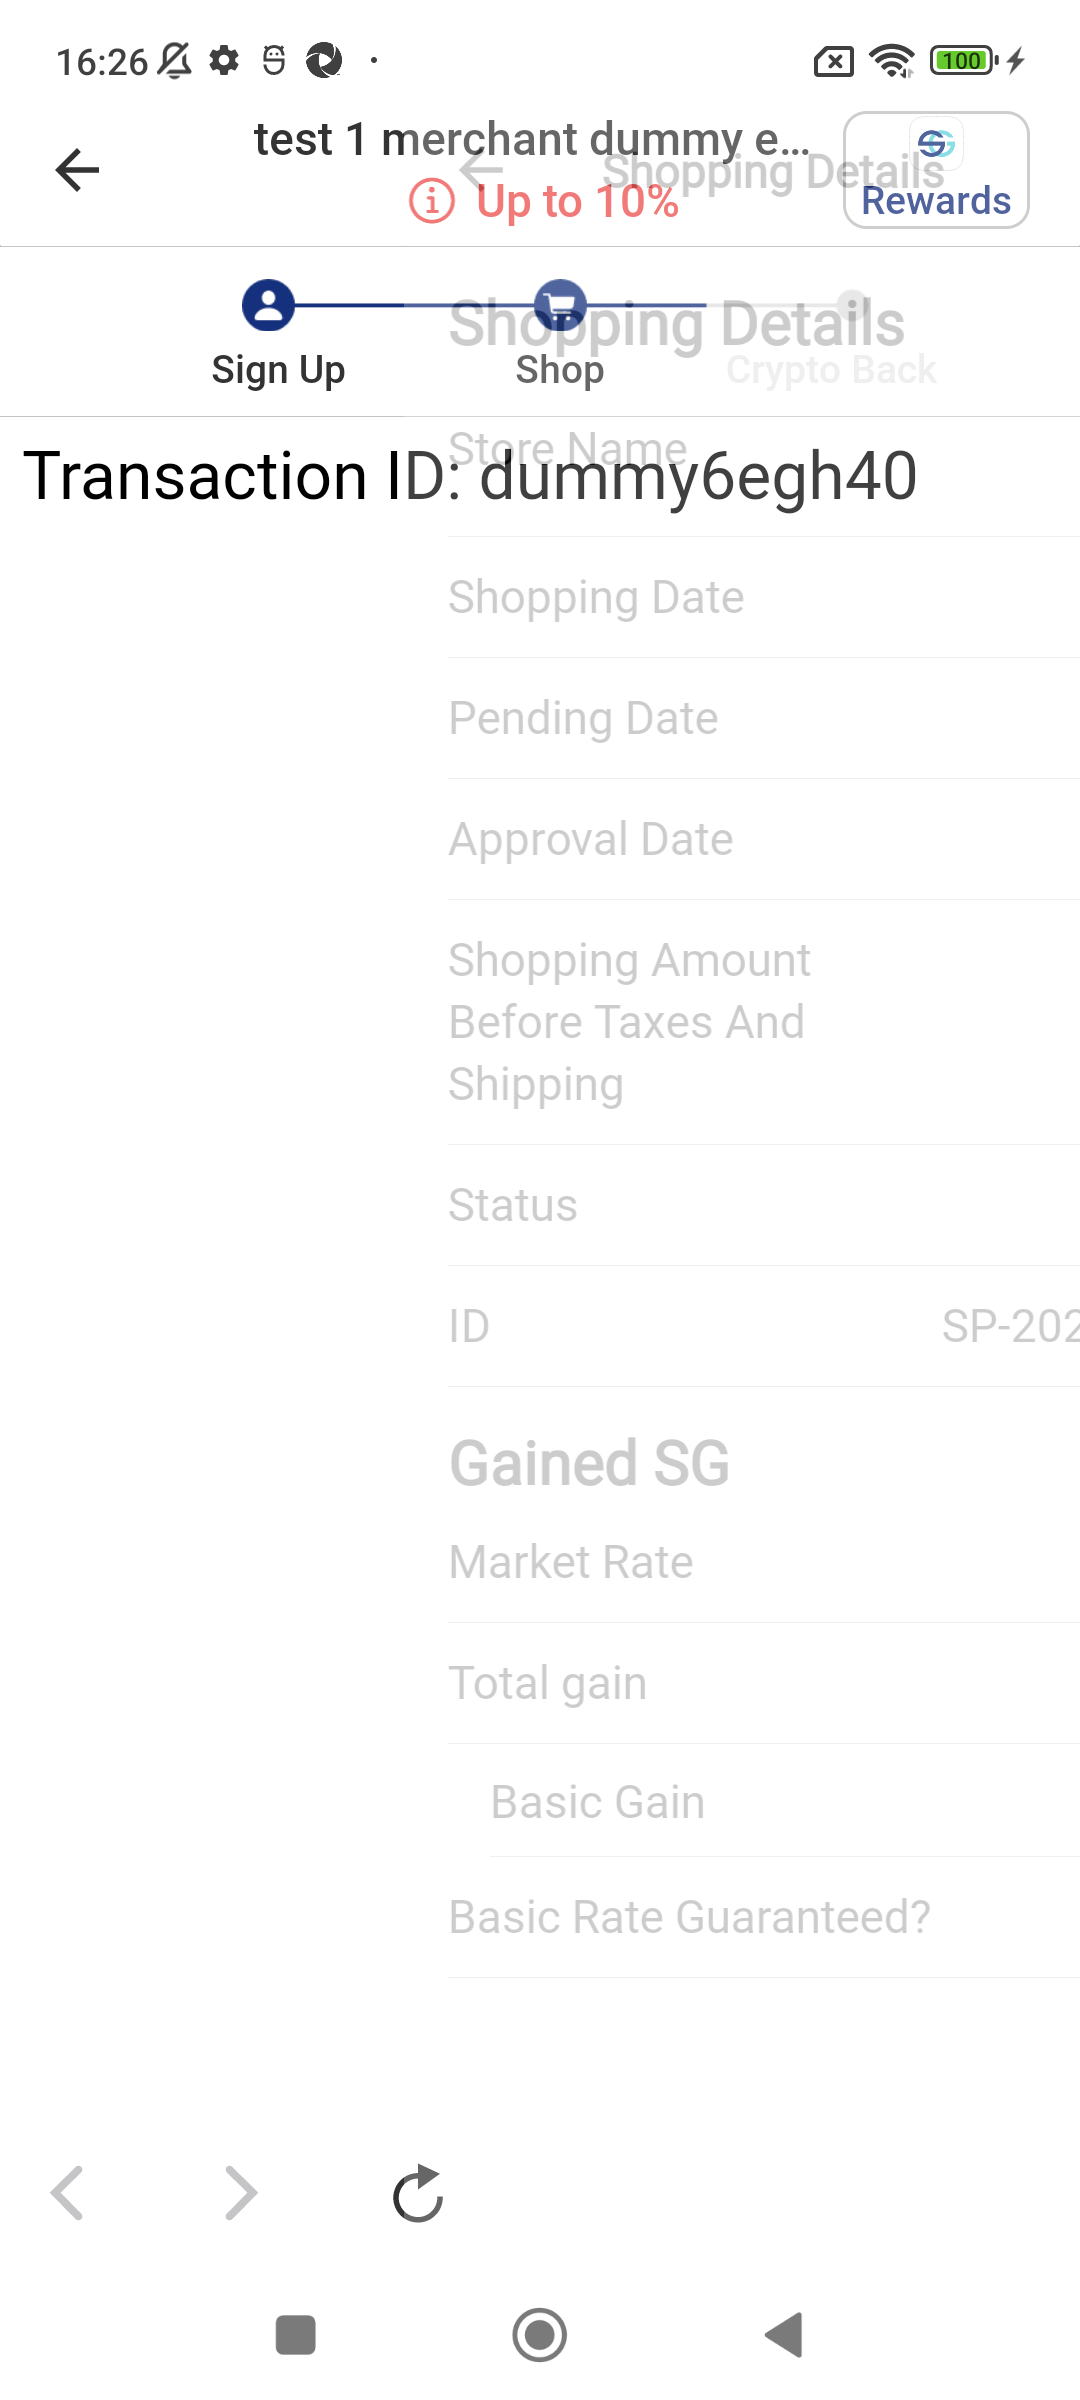 16:26
100
test 1 merchant dummy e...
Shopping Details
Up to 10%
Rewards
Shopping Details
Sign Up
Shop
Crypto Back
Store Name
Transaction ID: dummy6egh40
Shopping Date
Pending Date
Approval Date
Shopping Amount
Before Taxes And
Shipping
Status
ID SP-202
Gained SG
Market Rate
Total gain
Basic Gain
Basic Rate Guaranteed?